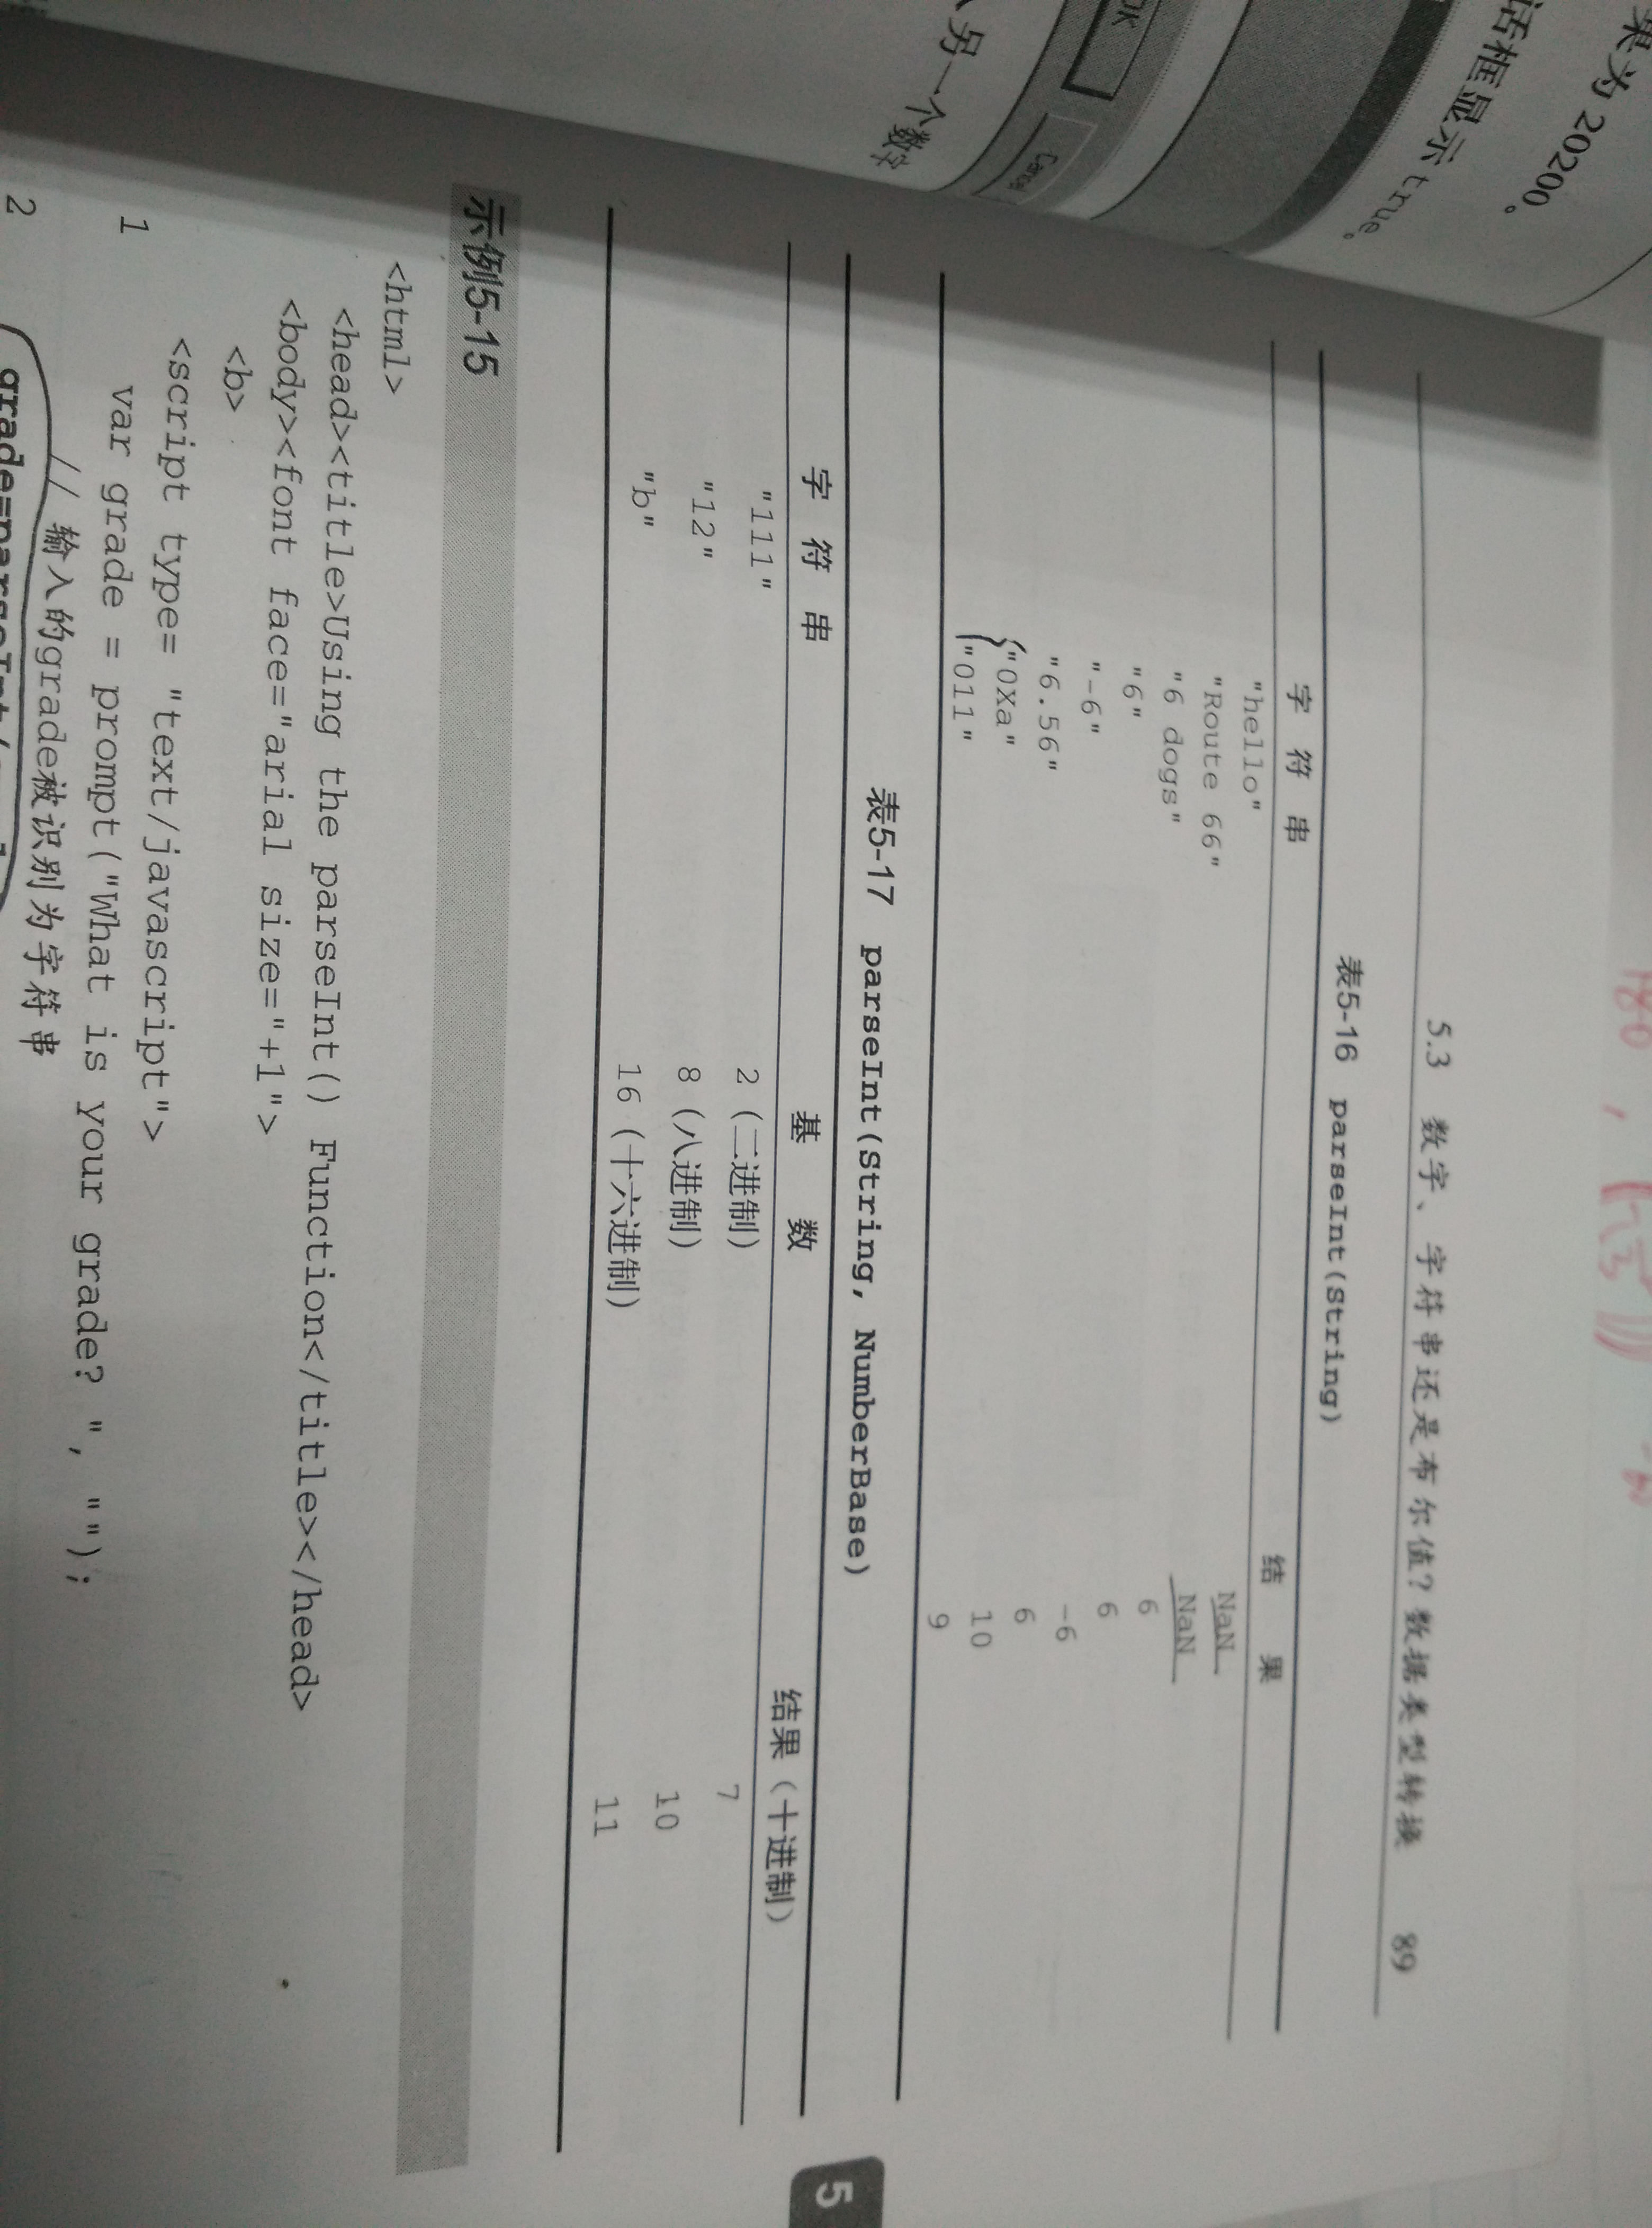 果为 20200。
话框显示 true。
OK
Cancel
另一个数字
5.3 数字、字符串还是布尔值？数据类型转换 89
表5-16 parseInt(String)
字 符 串 结 果
"hello" NaN
"Route 66" NaN
"6 dogs" 6
"6" 6
"-6" -6
"6.56" 6
"0Xa" 10
"011" 9
表5-17 parseInt(String, NumberBase)
字 符 串 基 数 结果（十进制）
"111" 2（二进制） 7
"12" 8（八进制） 10
"b" 16（十六进制） 11
5
示例5-15
<html>
<head><title>Using the parseInt() Function</title></head>
<body><font face="arial size="+1">
<b>
<script type= "text/javascript">
1 var grade = prompt("What is your grade? ", "");
// 输入的grade被识别为字符串
2 grade=parseInt(